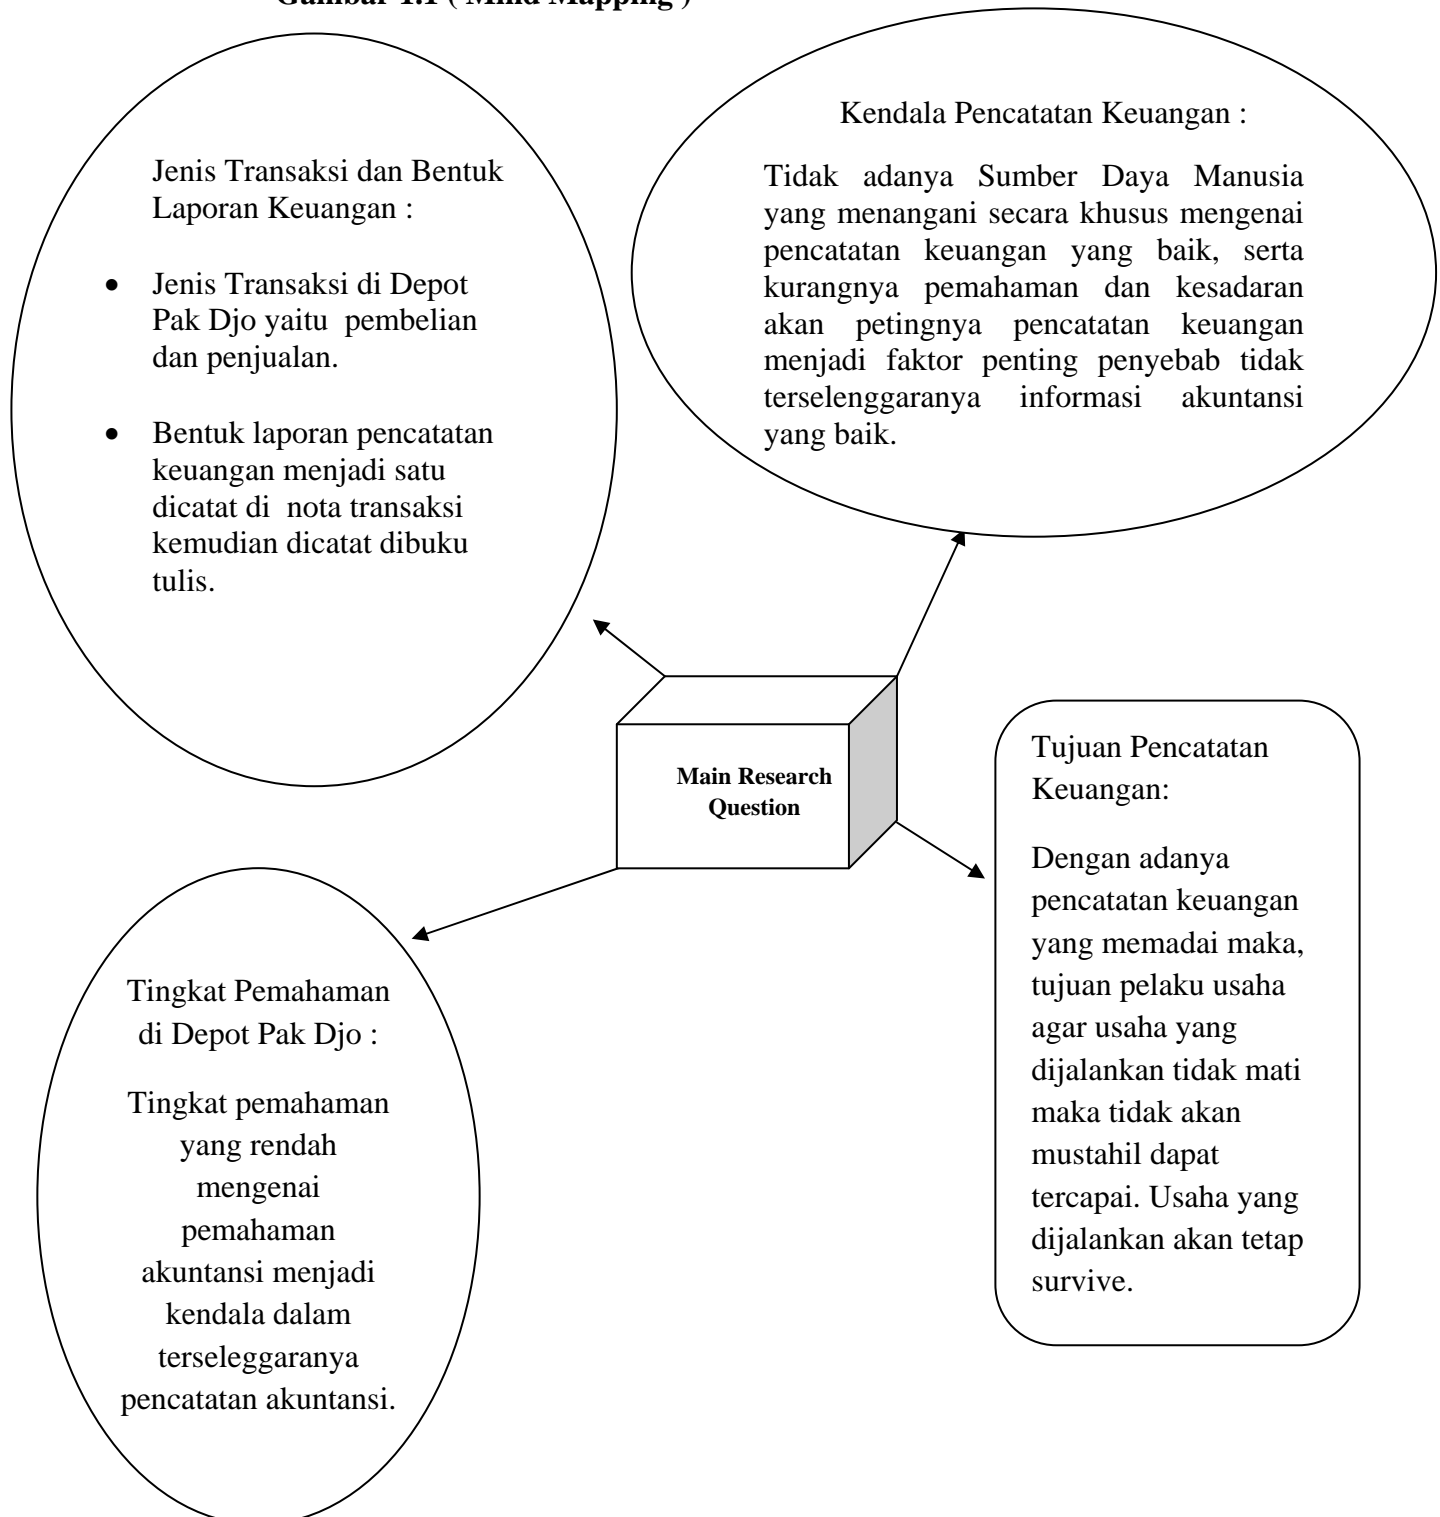 Gambar 1.1 ( Mind Mapping )
Jenis Transaksi dan Bentuk
Laporan Keuangan :
• Jenis Transaksi di Depot
Pak Djo yaitu pembelian
dan penjualan.
• Bentuk laporan pencatatan
keuangan menjadi satu
dicatat di nota transaksi
kemudian dicatat dibuku
tulis.
Kendala Pencatatan Keuangan :
Tidak adanya Sumber Daya Manusia
yang menangani secara khusus mengenai
pencatatan keuangan yang baik, serta
kurangnya pemahaman dan kesadaran
akan petingnya pencatatan keuangan
menjadi faktor penting penyebab tidak
terselenggaranya informasi akuntansi
yang baik.
Main Research
Question
Tujuan Pencatatan
Keuangan:
Dengan adanya
pencatatan keuangan
yang memadai maka,
tujuan pelaku usaha
agar usaha yang
dijalankan tidak mati
maka tidak akan
mustahil dapat
tercapai. Usaha yang
dijalankan akan tetap
survive.
Tingkat Pemahaman
di Depot Pak Djo :
Tingkat pemahaman
yang rendah
mengenai
pemahaman
akuntansi menjadi
kendala dalam
terseleggaranya
pencatatan akuntansi.